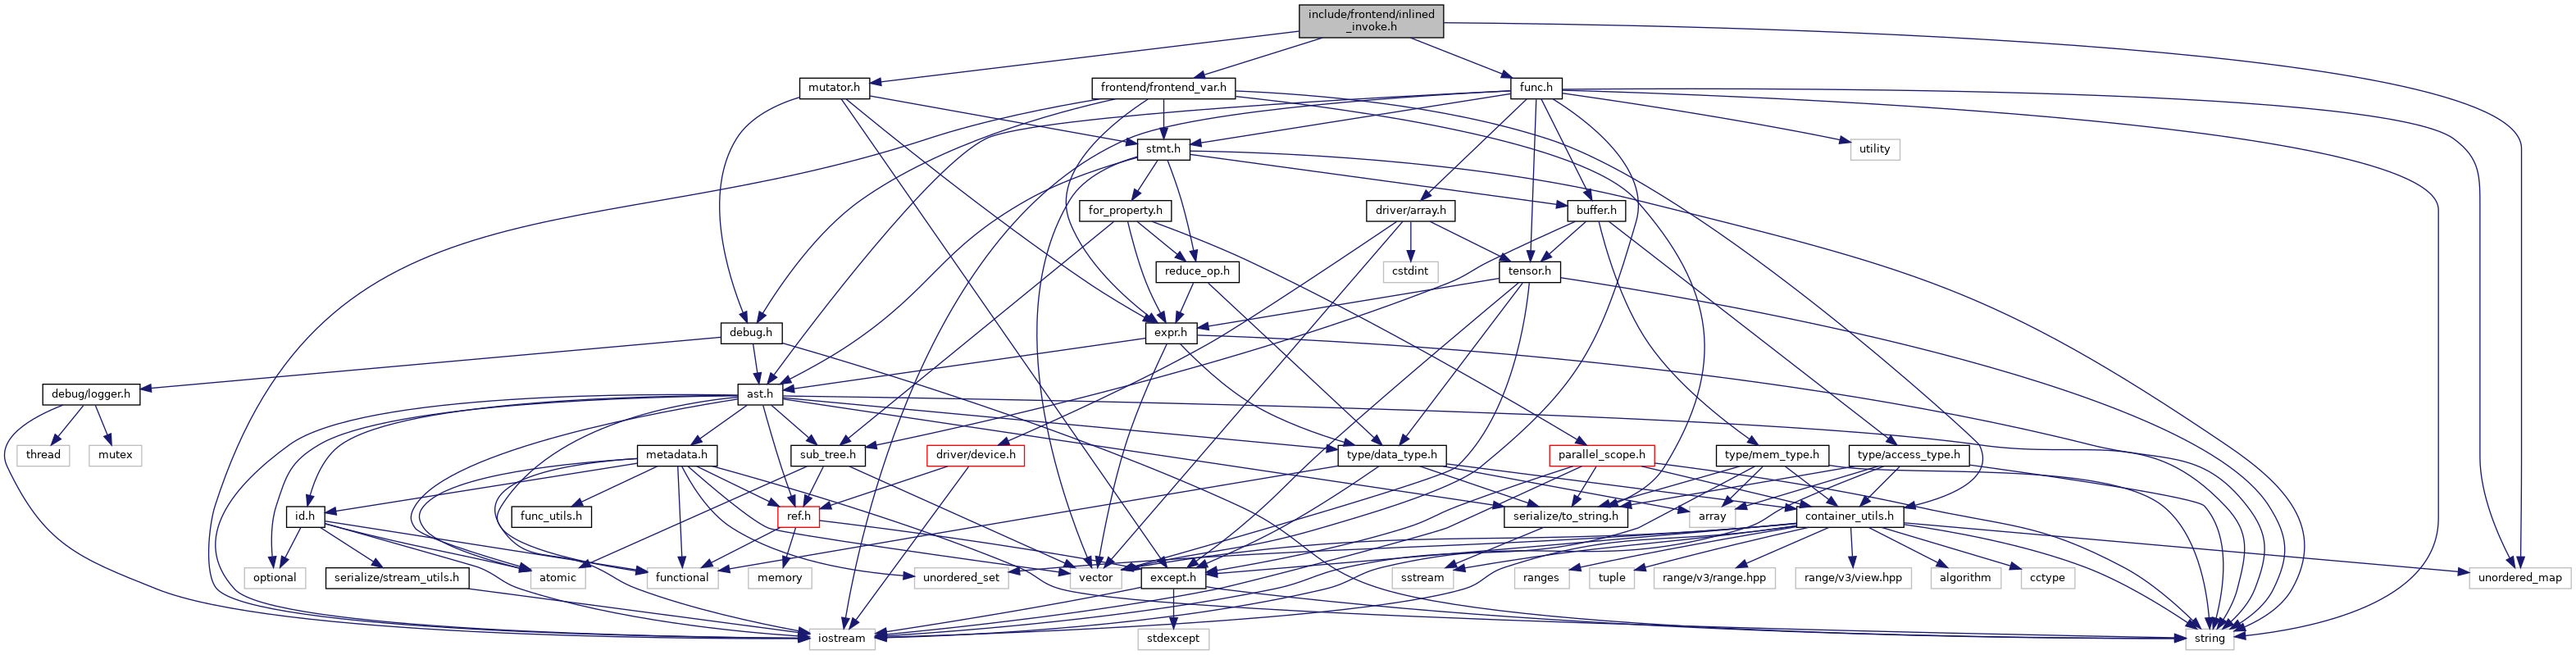 include/frontend/inlined
_invoke.h
mutator.h
frontend/frontend_var.h
func.h
stmt.h
utility
for_property.h
driver/array.h
buffer.h
reduce_op.h
cstdint
tensor.h
debug.h
expr.h
debug/logger.h
ast.h
thread
mutex
metadata.h
sub_tree.h
driver/device.h
type/data_type.h
parallel_scope.h
type/mem_type.h
type/access_type.h
id.h
func_utils.h
ref.h
serialize/to_string.h
array
container_utils.h
optional
serialize/stream_utils.h
atomic
functional
memory
unordered_set
vector
except.h
sstream
ranges
tuple
range/v3/range.hpp
range/v3/view.hpp
algorithm
cctype
unordered_map
iostream
stdexcept
string